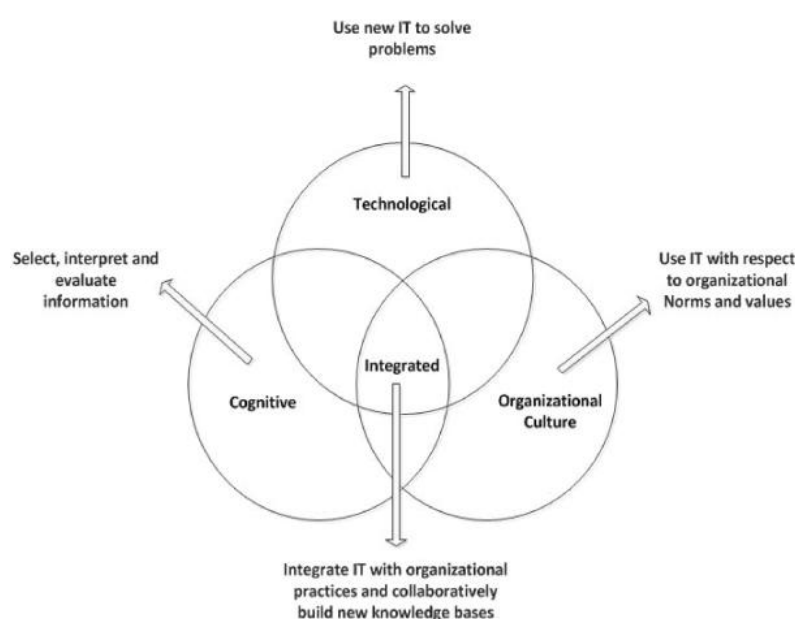 Use new IT to solve
problems
Technological
Select, interpret and
evaluate
information
Use IT with respect
to organizational
Norms and values
Integrated
Cognitive
Organizational
Culture
Integrate IT with organizational
practices and collaboratively
build new knowledge bases